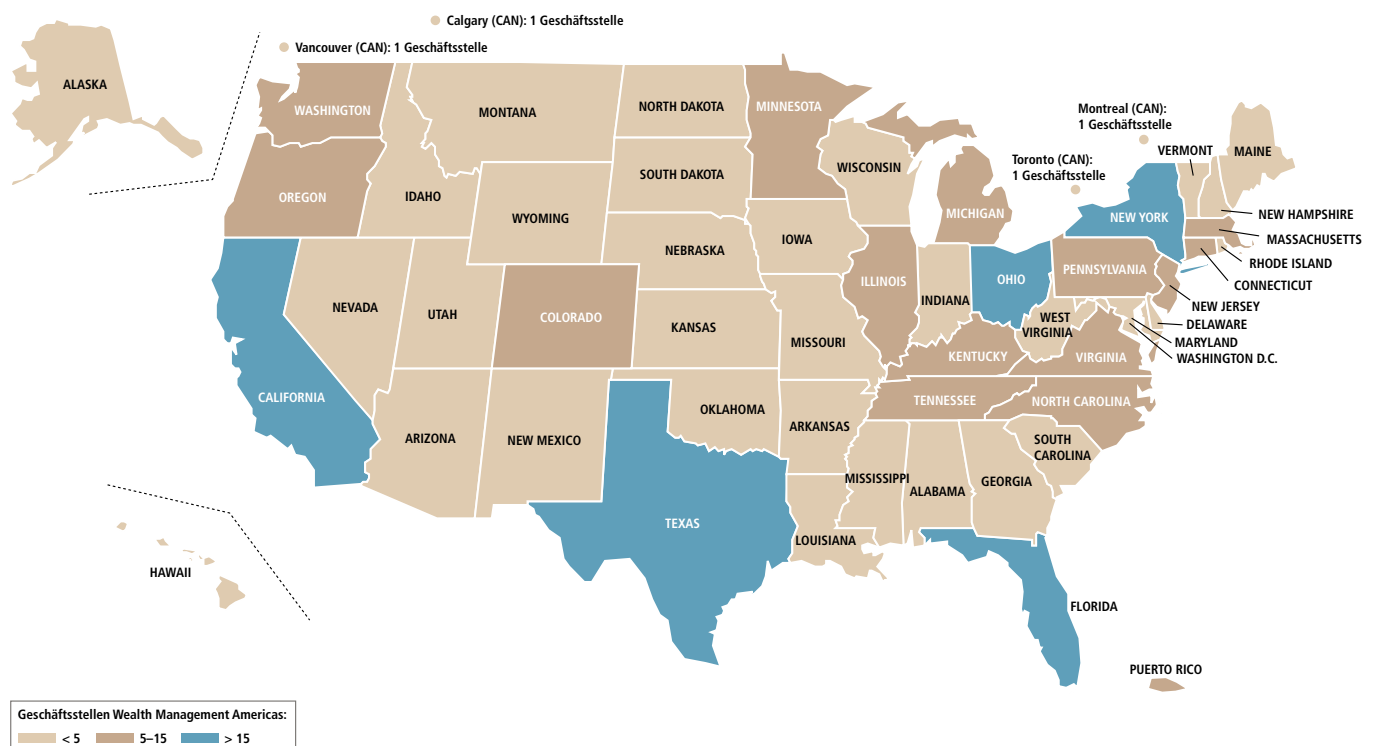 Calgary (CAN): 1 Geschäftsstelle
Vancouver (CAN): 1 Geschäftsstelle
ALASKA
WASHINGTON
MONTANA
NORTH DAKOTA
MINNESOTA
Montreal (CAN):
1 Geschäftsstelle
VERMONT
MAINE
Toronto (CAN):
1 Geschäftsstelle
OREGON
IDAHO
WYOMING
SOUTH DAKOTA
WISCONSIN
MICHIGAN
NEW YORK
NEW HAMPSHIRE
MASSACHUSETTS
RHODE ISLAND
CONNECTICUT
NEW JERSEY
DELAWARE
MARYLAND
WASHINGTON D.C.
NEBRASKA
IOWA
ILLINOIS
INDIANA
OHIO
PENNSYLVANIA
NEVADA
UTAH
COLORADO
KANSAS
MISSOURI
WEST
VIRGINIA
KENTUCKY
VIRGINIA
CALIFORNIA
ARIZONA
NEW MEXICO
OKLAHOMA
ARKANSAS
TENNESSEE
NORTH CAROLINA
SOUTH
CAROLINA
MISSISSIPPI
ALABAMA
GEORGIA
TEXAS
LOUISIANA
HAWAII
FLORIDA
PUERTO RICO
Geschäftsstellen Wealth Management Americas:
< 5 5–15 > 15